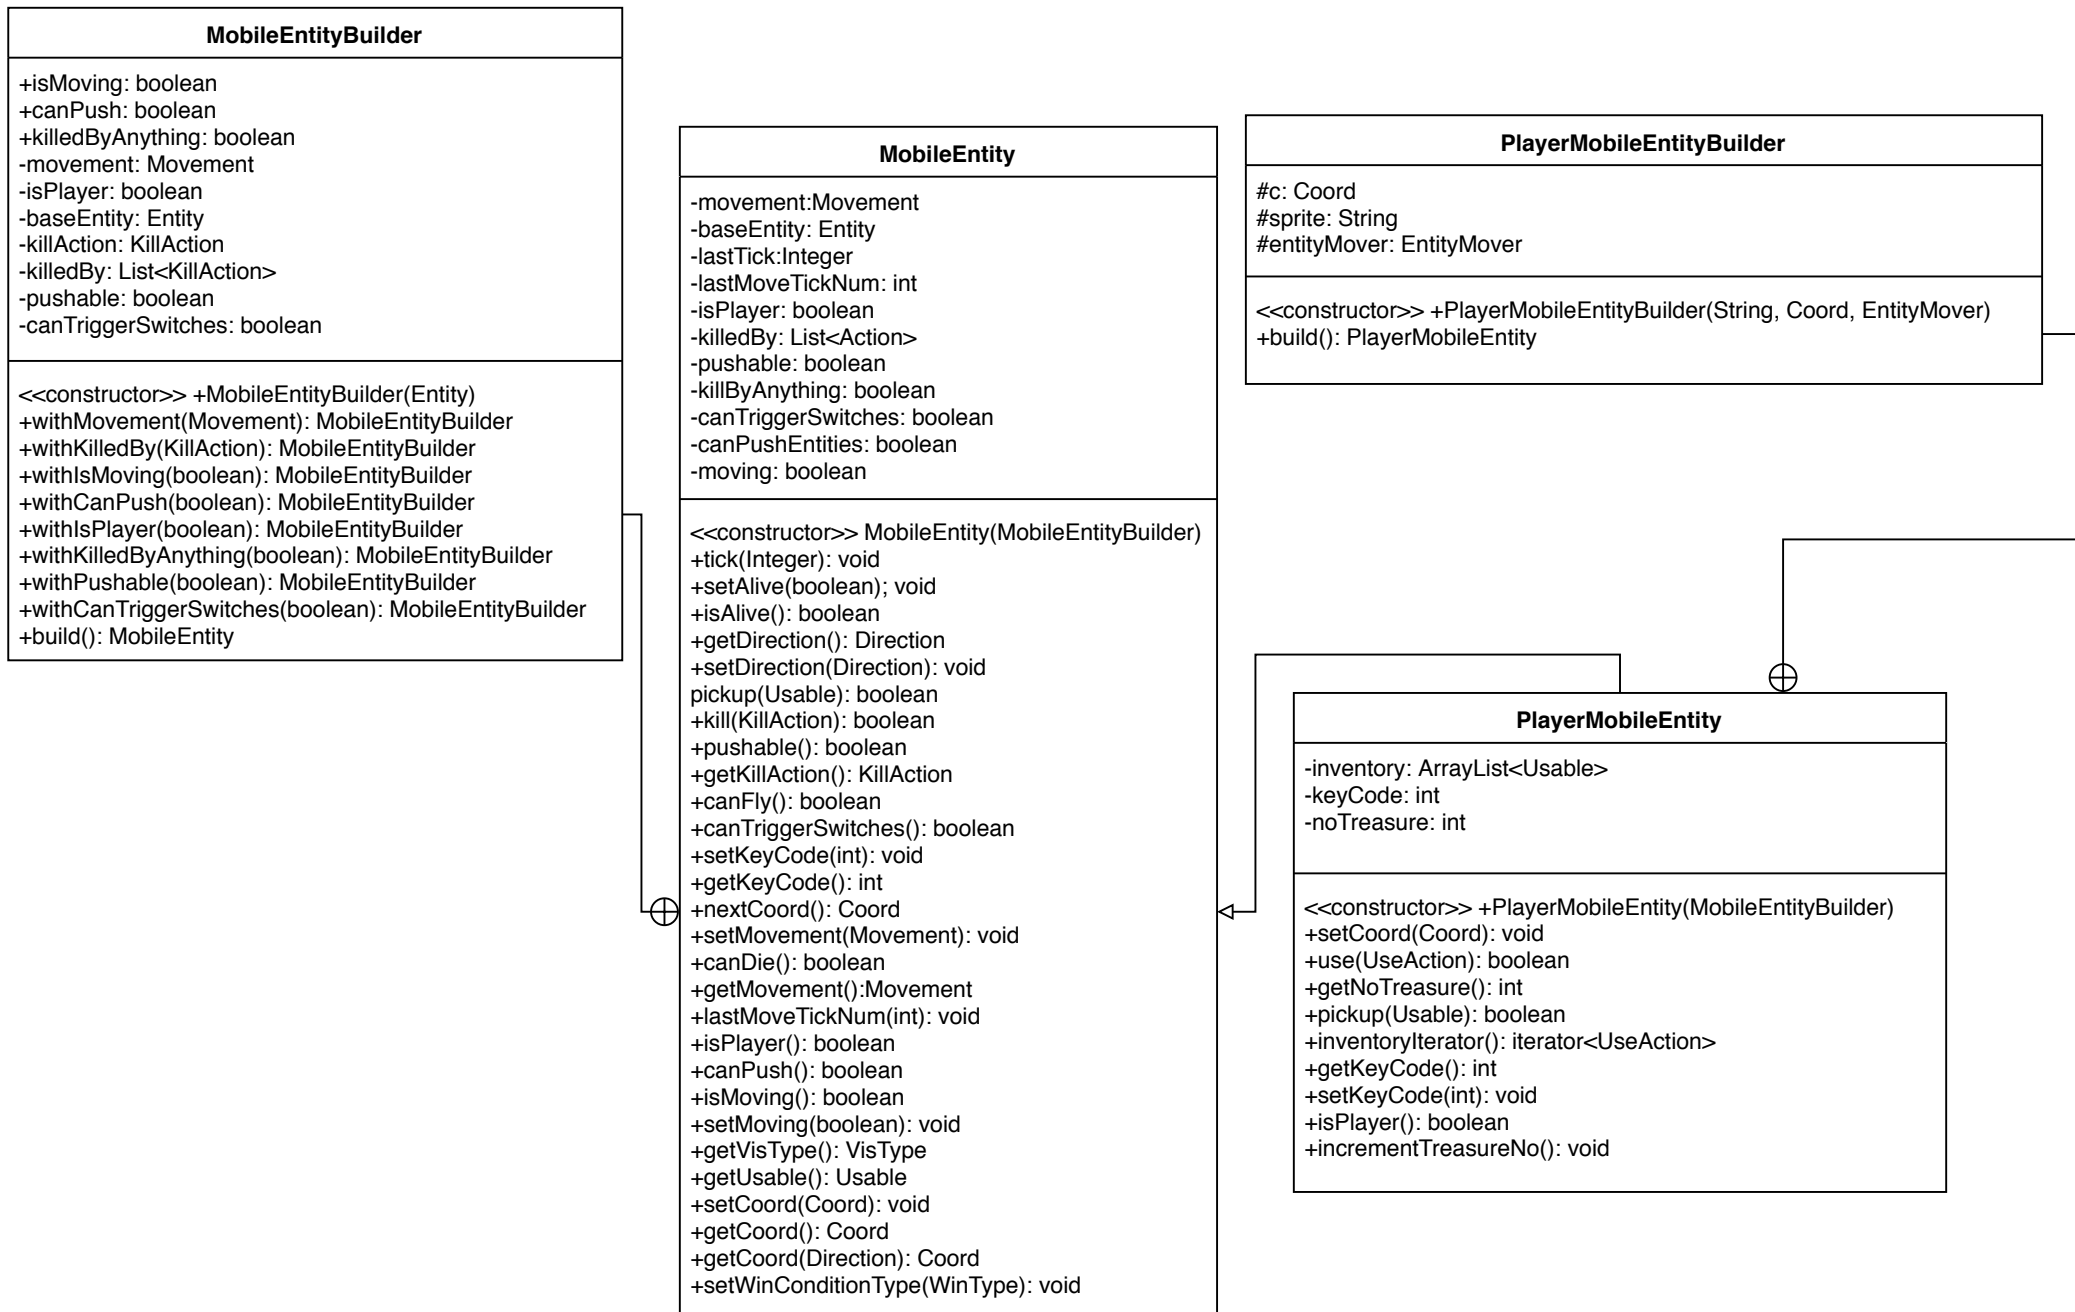 MobileEntityBuilder
+isMoving: boolean
+canPush: boolean
+killedByAnything: boolean
-movement: Movement
-isPlayer: boolean
-baseEntity: Entity
-killAction: KillAction
-killedBy: List<KillAction>
-pushable: boolean
-canTriggerSwitches: boolean
<<constructor>> +MobileEntityBuilder(Entity)
+withMovement(Movement): MobileEntityBuilder
+withKilledBy(KillAction): MobileEntityBuilder
+withIsMoving(boolean): MobileEntityBuilder
+withCanPush(boolean): MobileEntityBuilder
+withIsPlayer(boolean): MobileEntityBuilder
+withKilledByAnything(boolean): MobileEntityBuilder
+withPushable(boolean): MobileEntityBuilder
+withCanTriggerSwitches(boolean): MobileEntityBuilder
+build(): MobileEntity
MobileEntity
-movement:Movement
-baseEntity: Entity
-lastTick:Integer
-lastMoveTickNum: int
-isPlayer: boolean
-killedBy: List<Action>
-pushable: boolean
-killByAnything: boolean
-canTriggerSwitches: boolean
-canPushEntities: boolean
-moving: boolean
<<constructor>> MobileEntity(MobileEntityBuilder)
+tick(Integer): void
+setAlive(boolean); void
+isAlive(): boolean
+getDirection(): Direction
+setDirection(Direction): void
pickup(Usable): boolean
+kill(KillAction): boolean
+pushable(): boolean
+getKillAction(): KillAction
+canFly(): boolean
+canTriggerSwitches(): boolean
+setKeyCode(int): void
+getKeyCode(): int
+nextCoord(): Coord
+setMovement(Movement): void
+canDie(): boolean
+getMovement():Movement
+lastMoveTickNum(int): void
+isPlayer(): boolean
+canPush(): boolean
+isMoving(): boolean
+setMoving(boolean): void
+getVisType(): VisType
+getUsable(): Usable
+setCoord(Coord): void
+getCoord(): Coord
+getCoord(Direction): Coord
+setWinConditionType(WinType): void
PlayerMobileEntityBuilder
#c: Coord
#sprite: String
#entityMover: EntityMover
<<constructor>> +PlayerMobileEntityBuilder(String, Coord, EntityMover)
+build(): PlayerMobileEntity
PlayerMobileEntity
-inventory: ArrayList<Usable>
-keyCode: int
-noTreasure: int
<<constructor>> +PlayerMobileEntity(MobileEntityBuilder)
+setCoord(Coord): void
+use(UseAction): boolean
+getNoTreasure(): int
+pickup(Usable): boolean
+inventoryIterator(): iterator<UseAction>
+getKeyCode(): int
+setKeyCode(int): void
+isPlayer(): boolean
+incrementTreasureNo(): void